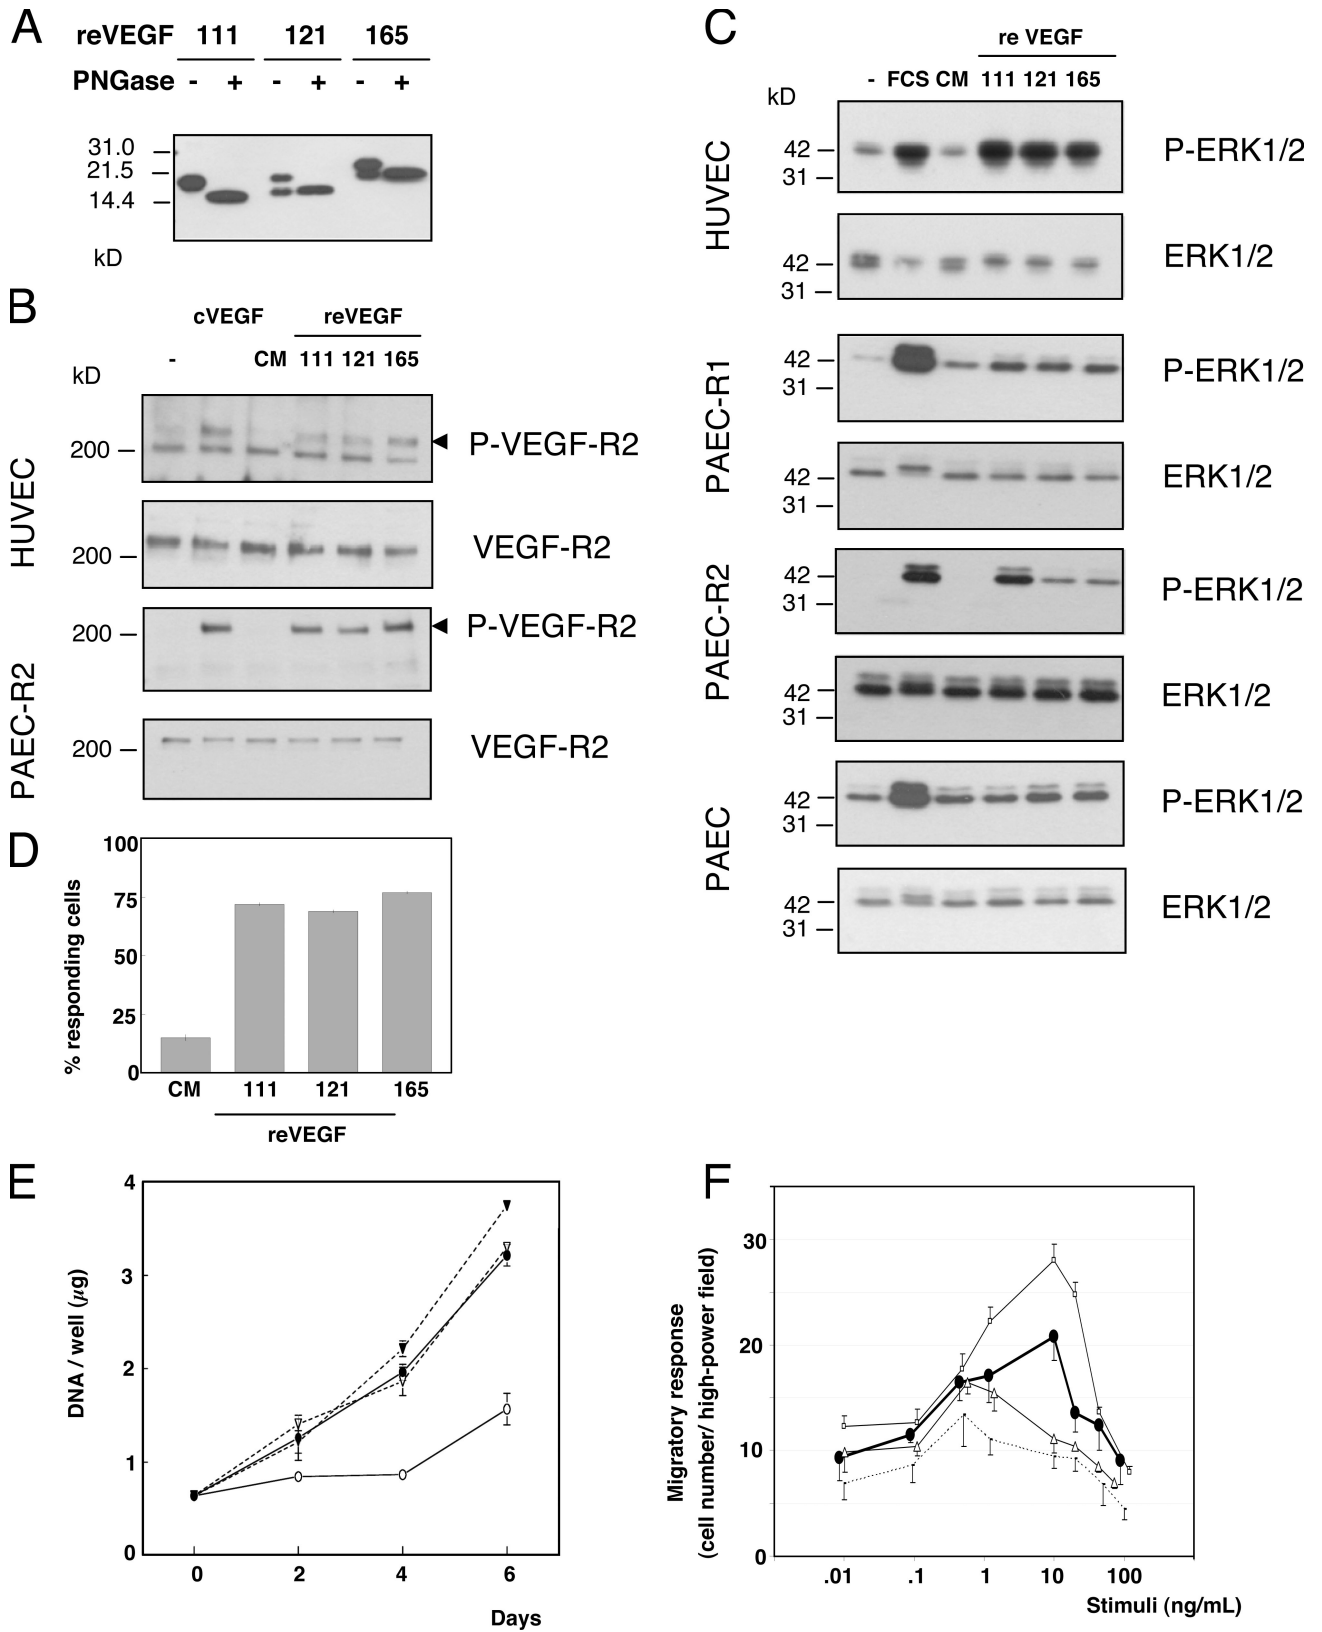 A
reVEGF 111 121 165
PNGase - + - + - +
31.0
21.5
14.4
kD
B
cVEGF reVEGF
- CM 111 121 165
kD
HUVEC
200
P-VEGF-R2
200
VEGF-R2
PAEC-R2
200
P-VEGF-R2
200
VEGF-R2
C
re VEGF
- FCS CM 111 121 165
kD
HUVEC
42
31
P-ERK1/2
42
31
ERK1/2
PAEC-R1
42
31
P-ERK1/2
42
31
ERK1/2
PAEC-R2
42
31
P-ERK1/2
42
31
ERK1/2
PAEC
42
31
P-ERK1/2
42
31
ERK1/2
D
% responding cells
100
75
50
25
0
CM 111 121 165
reVEGF
E
DNA / well (µg)
4
3
2
1
0
0 2 4 6
Days
F
Migratory response
(cell number/ high-power field)
30
20
10
0
.01 .1 1 10 100
Stimuli (ng/mL)